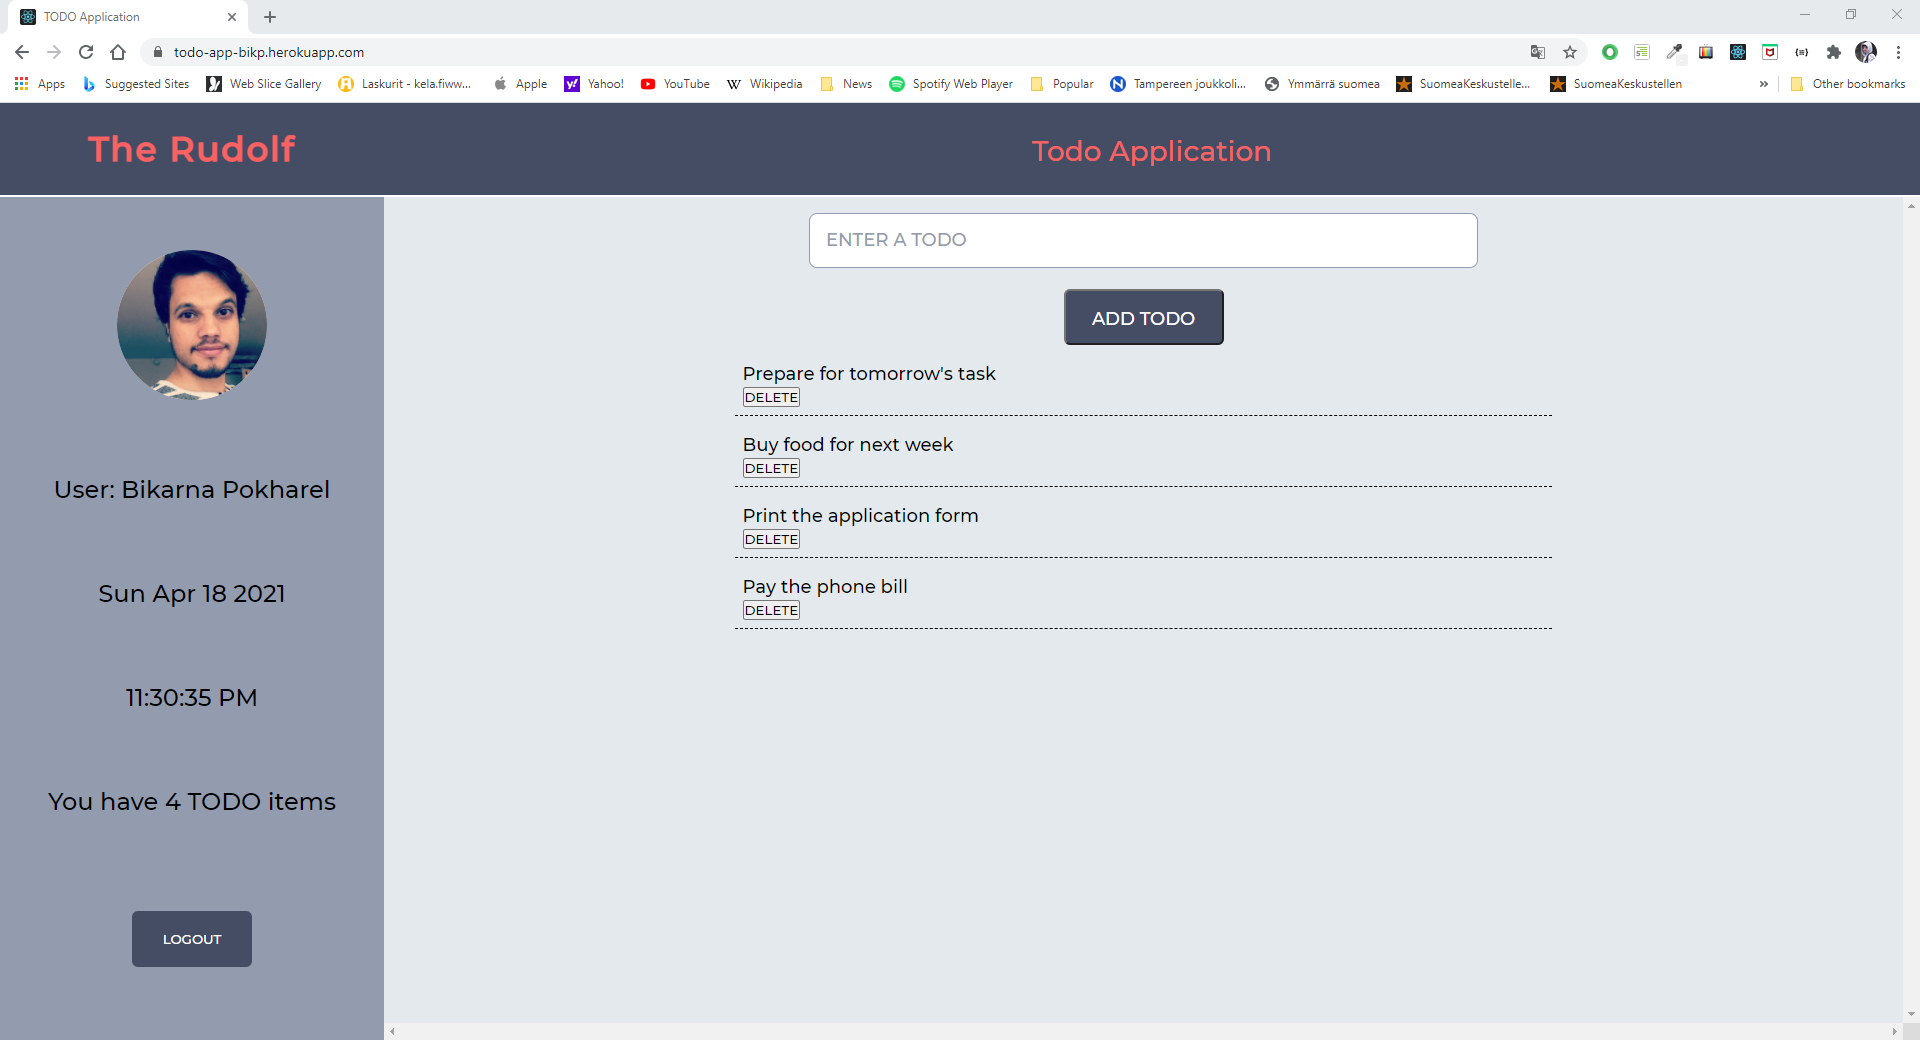 TODO Application
todo-app-bikp.herokuapp.com
Apps Suggested Sites Web Slice Gallery Laskurit - kela.fiww... Apple Yahoo! YouTube Wikipedia News Spotify Web Player Popular Tampereen joukkoli... Ymmärrä suomea SuomeaKeskustelle... SuomeaKeskustellen » Other bookmarks
The Rudolf
Todo Application
User: Bikarna Pokharel
Sun Apr 18 2021
11:30:35 PM
You have 4 TODO items
LOGOUT
ENTER A TODO
ADD TODO
Prepare for tomorrow's task
DELETE
Buy food for next week
DELETE
Print the application form
DELETE
Pay the phone bill
DELETE